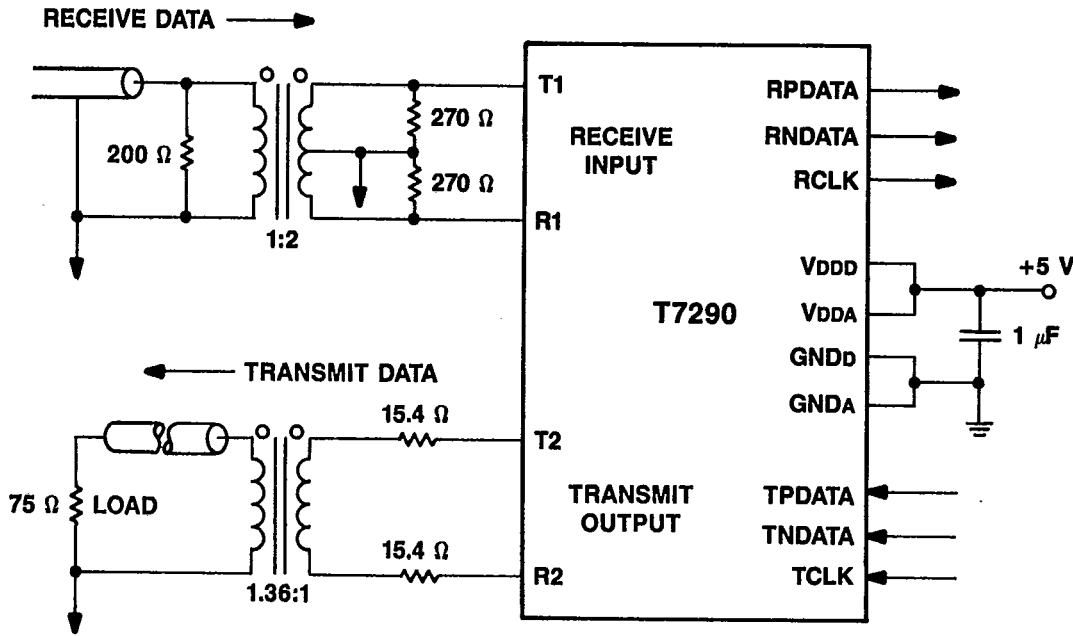 RECEIVE DATA
200 Ω
1:2
270 Ω
270 Ω
T1
R1
RECEIVE
INPUT
T7290
RPDATA
RNDATA
RCLK
VDDD
VDDA
GNDD
GNDA
+5 V
1 μF
TRANSMIT DATA
75 Ω
LOAD
1.36:1
15.4 Ω
15.4 Ω
T2
R2
TRANSMIT
OUTPUT
TPDATA
TNDATA
TCLK